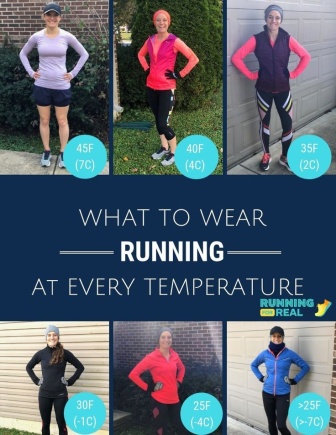 45F
(7C)
40F
(4C)
35F
(2C)
WHAT TO WEAR
RUNNING
AT EVERY TEMPERATURE
RUNNING
FOR
REAL
30F
(-1C)
25F
(-4C)
>25F
(>-7C)